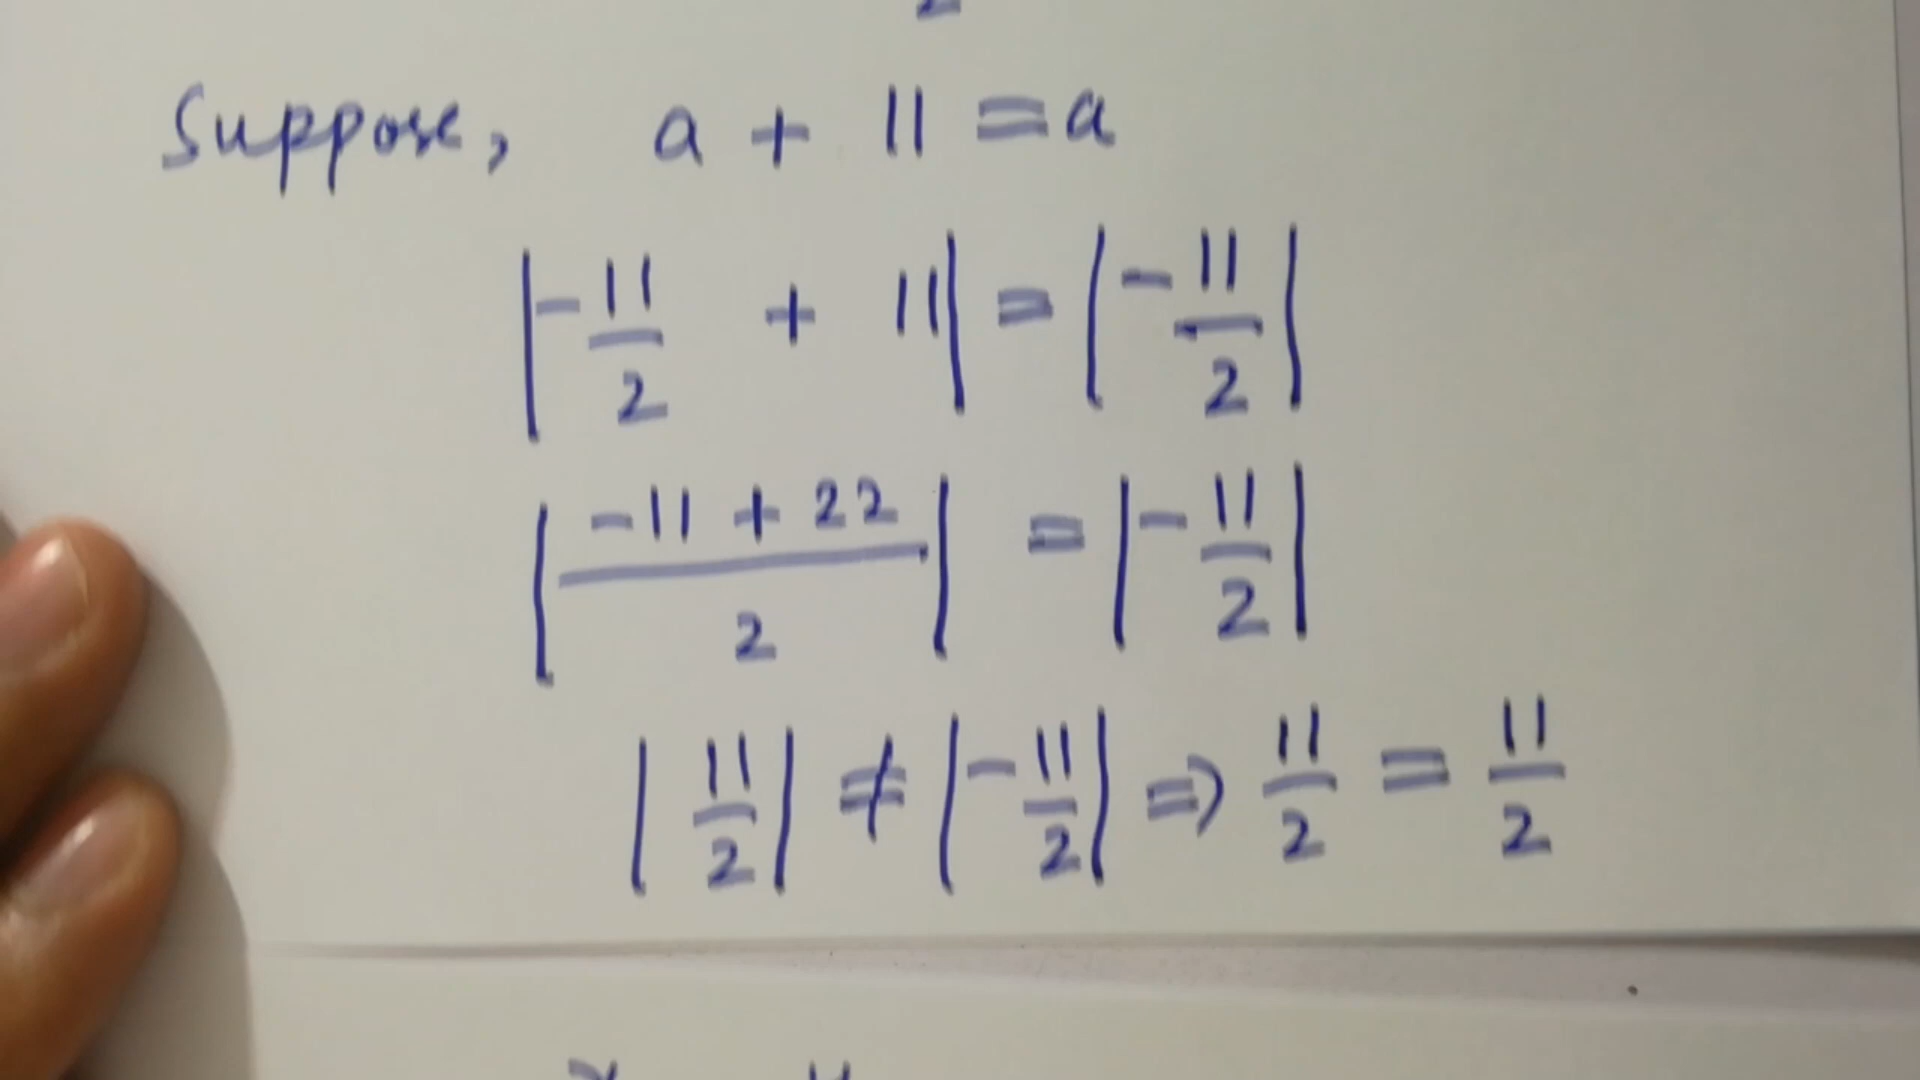 Suppose, a + 11 = a
|-11/2 + 11| = |-11/2|
|(-11 + 22)/2| = |-11/2|
|11/2| ≠ |-11/2| ⇒ 11/2 = 11/2